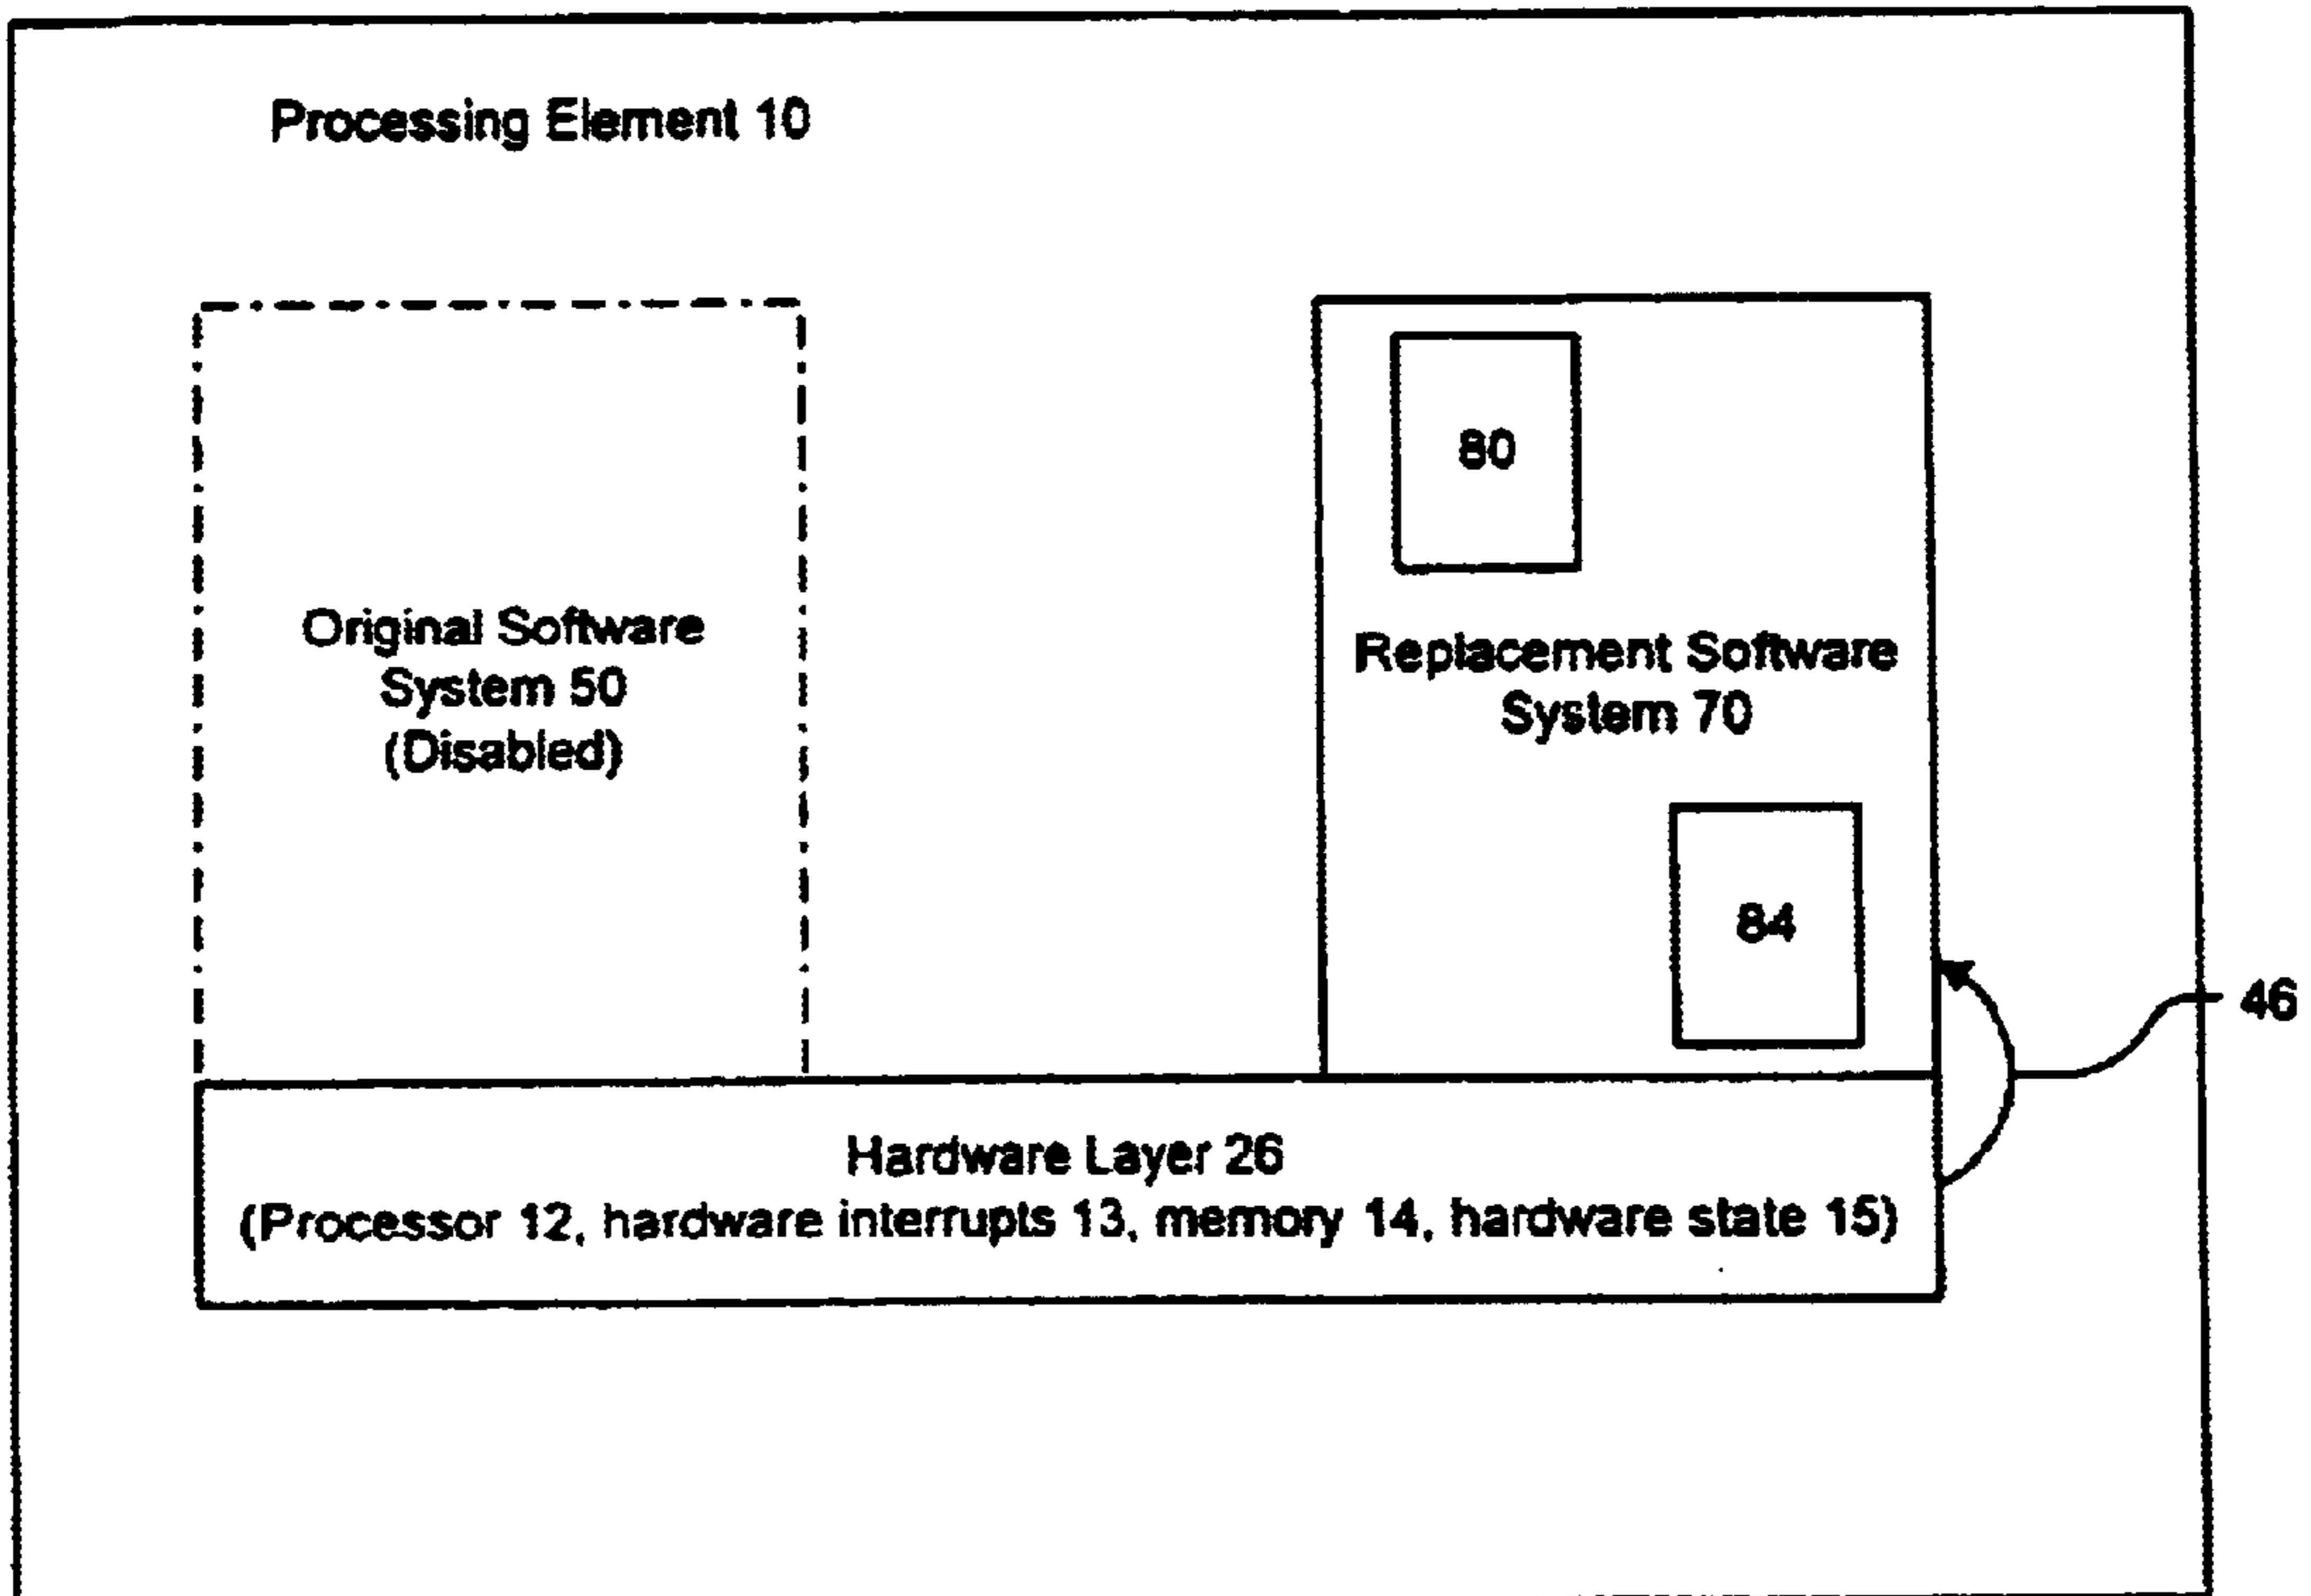 Processing Element 10
80
Original Software
System 50
(Disabled)
Replacement Software
System 70
84
46
Hardware Layer 26
(Processor 12, hardware interrupts 13, memory 14, hardware state 15)